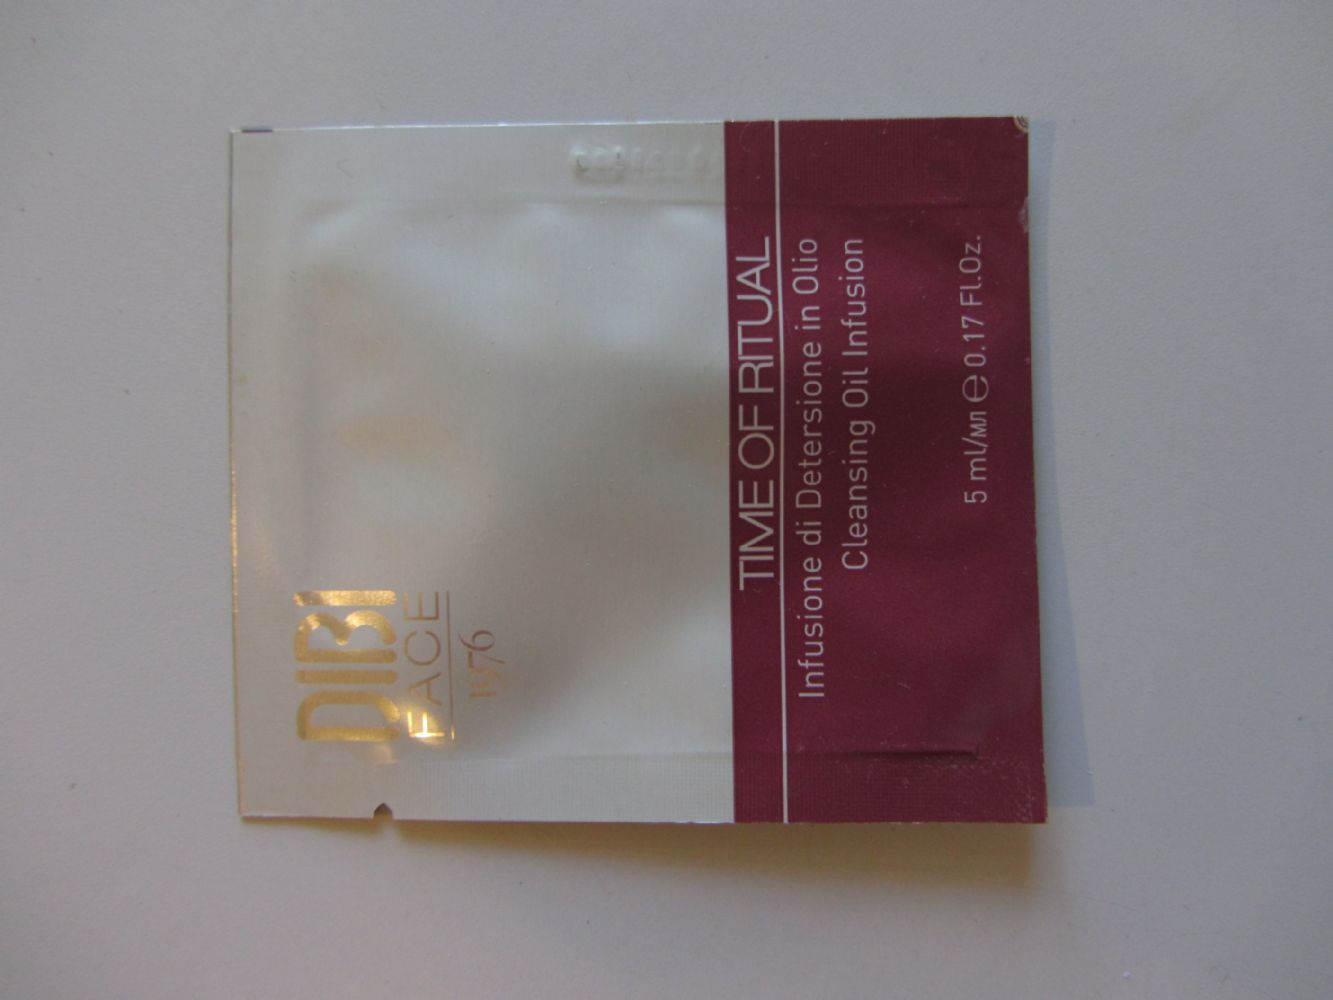 DIBI
FACE
1976
TIME OF RITUAL
Infusione di Detersione in Olio
Cleansing Oil Infusion
5 ml/мл ℮ 0.17 Fl.Oz.